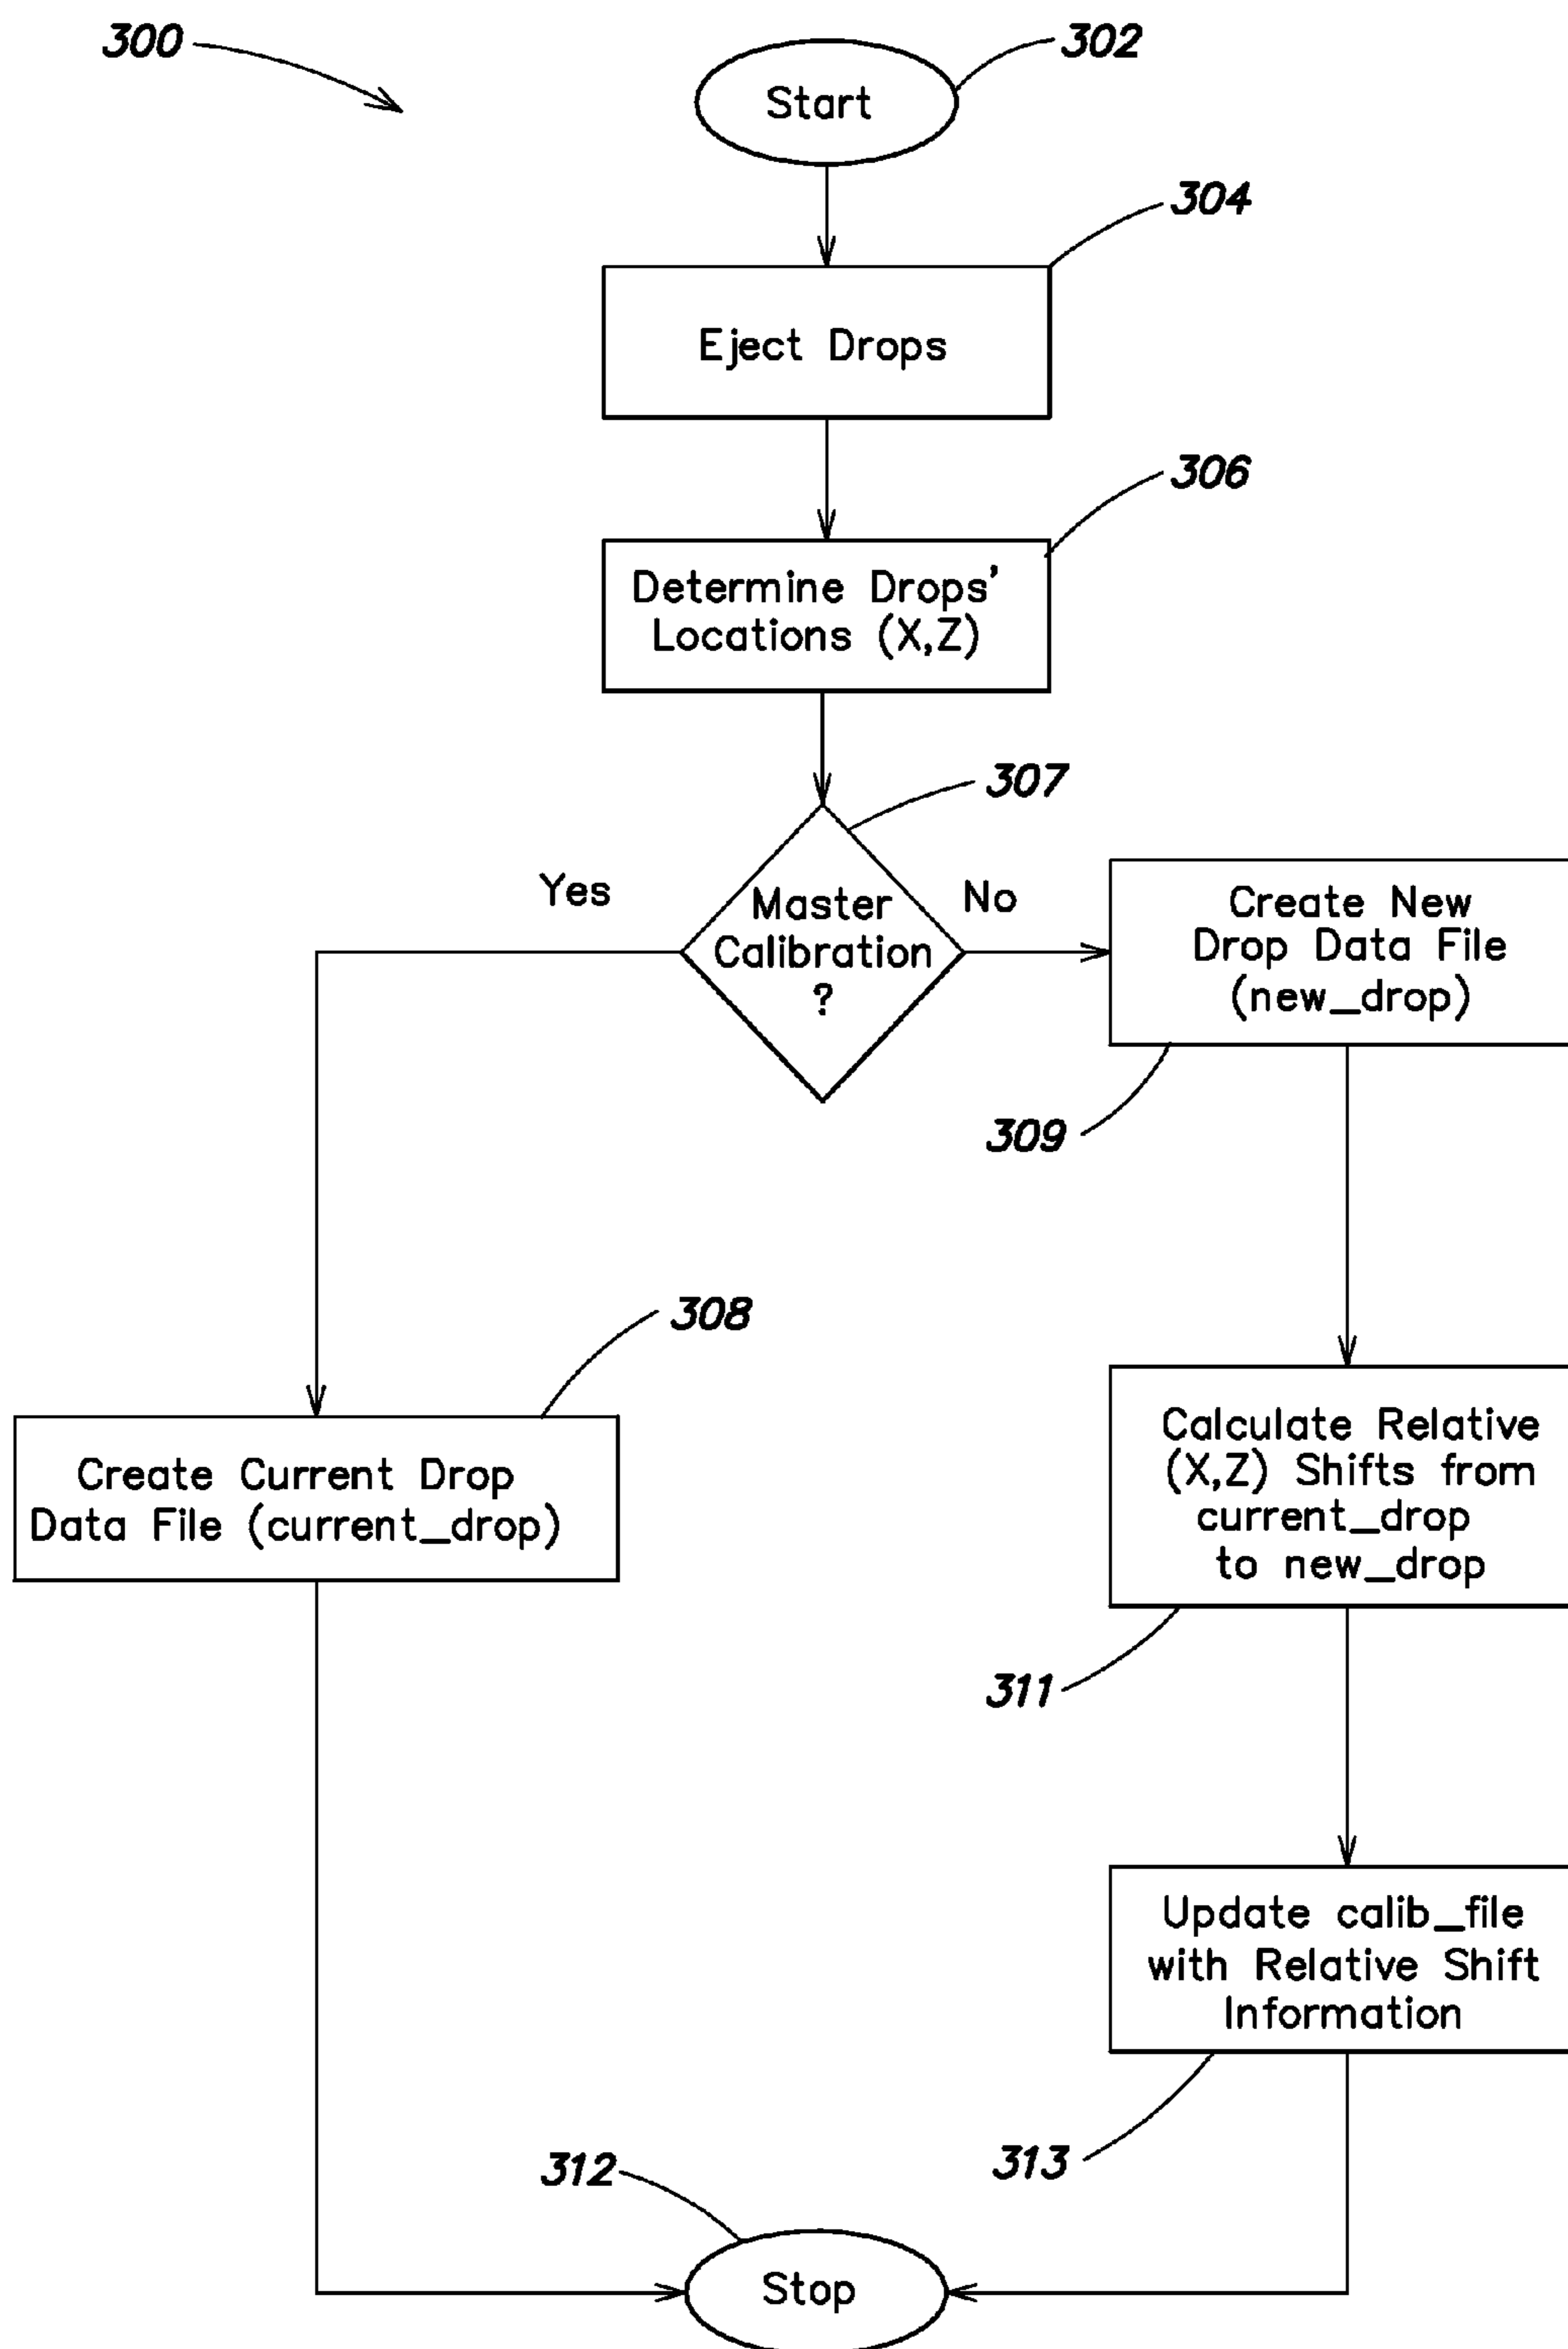 300
302
Start
304
Eject Drops
306
Determine Drops'
Locations (X,Z)
307
Yes
Master
Calibration
?
No
Create New
Drop Data File
(new_drop)
309
308
Create Current Drop
Data File (current_drop)
Calculate Relative
(X,Z) Shifts from
current_drop
to new_drop
311
Update calib_file
with Relative Shift
Information
313
312
Stop